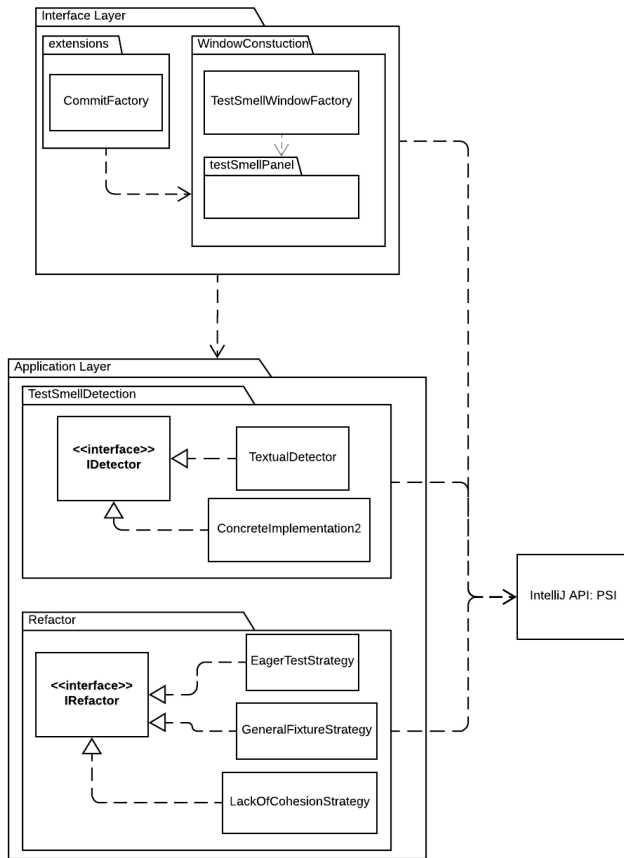 Interface Layer
extensions
WindowConstuction
CommitFactory
TestSmellWindowFactory
testSmellPanel
Application Layer
TestSmellDetection
<<interface>>
IDetector
TextualDetector
ConcreteImplementation2
IntelliJ API: PSI
Refactor
<<interface>>
IRefactor
EagerTestStrategy
GeneralFixtureStrategy
LackOfCohesionStrategy